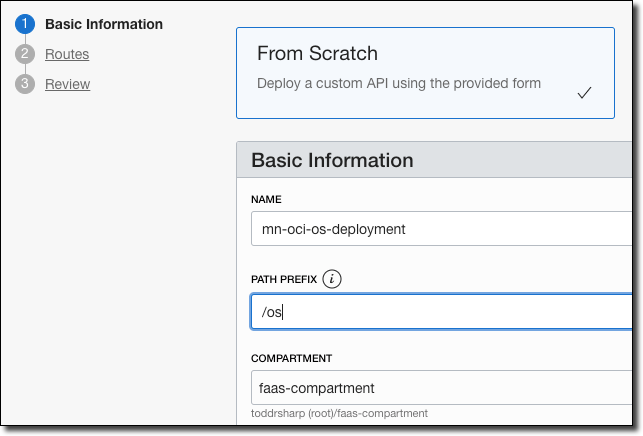 1 Basic Information
2 Routes
3 Review
From Scratch
Deploy a custom API using the provided form
Basic Information
NAME
mn-oci-os-deployment
PATH PREFIX i
/os
COMPARTMENT
faas-compartment
toddrsharp (root)/faas-compartment